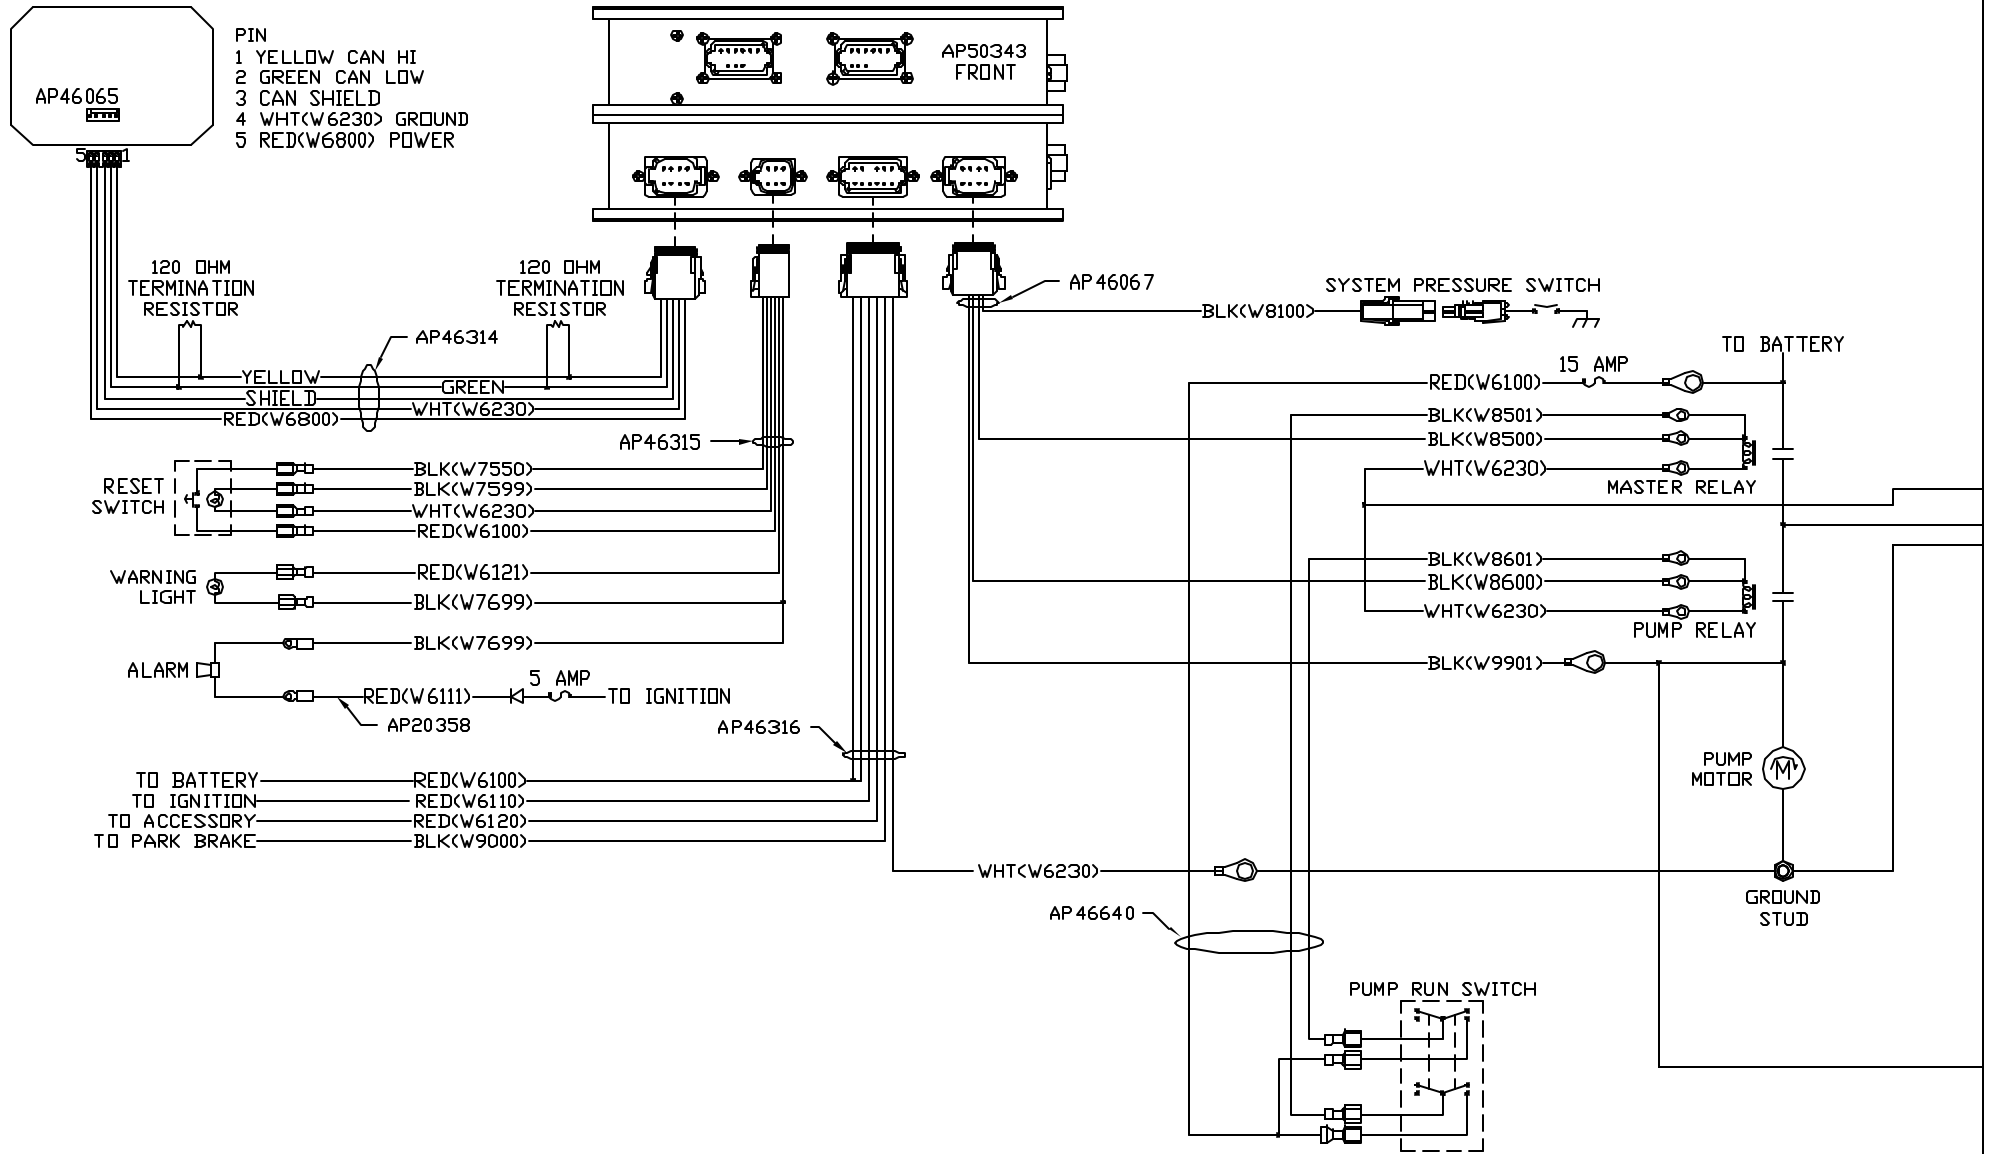 PIN
1 YELLOW CAN HI
2 GREEN CAN LOW
3 CAN SHIELD
4 WHT(W6230) GROUND
5 RED(W6800) POWER
AP46065
5
1
AP50343
FRONT
120 OHM
TERMINATION
RESISTOR
120 OHM
TERMINATION
RESISTOR
AP46314
YELLOW
GREEN
SHIELD
WHT(W6230)
RED(W6800)
AP46315
RESET
SWITCH
BLK(W7550)
BLK(W7599)
WHT(W6230)
RED(W6100)
WARNING
LIGHT
RED(W6121)
BLK(W7699)
ALARM
BLK(W7699)
RED(W6111)
5 AMP
TO IGNITION
AP20358
AP46316
TO BATTERY
RED(W6100)
TO IGNITION
RED(W6110)
TO ACCESSORY
RED(W6120)
TO PARK BRAKE
BLK(W9000)
AP46067
SYSTEM PRESSURE SWITCH
BLK(W8100)
TO BATTERY
15 AMP
RED(W6100)
BLK(W8501)
BLK(W8500)
WHT(W6230)
MASTER RELAY
BLK(W8601)
BLK(W8600)
WHT(W6230)
PUMP RELAY
BLK(W9901)
PUMP
MOTOR
M
WHT(W6230)
GROUND
STUD
AP46640
PUMP RUN SWITCH